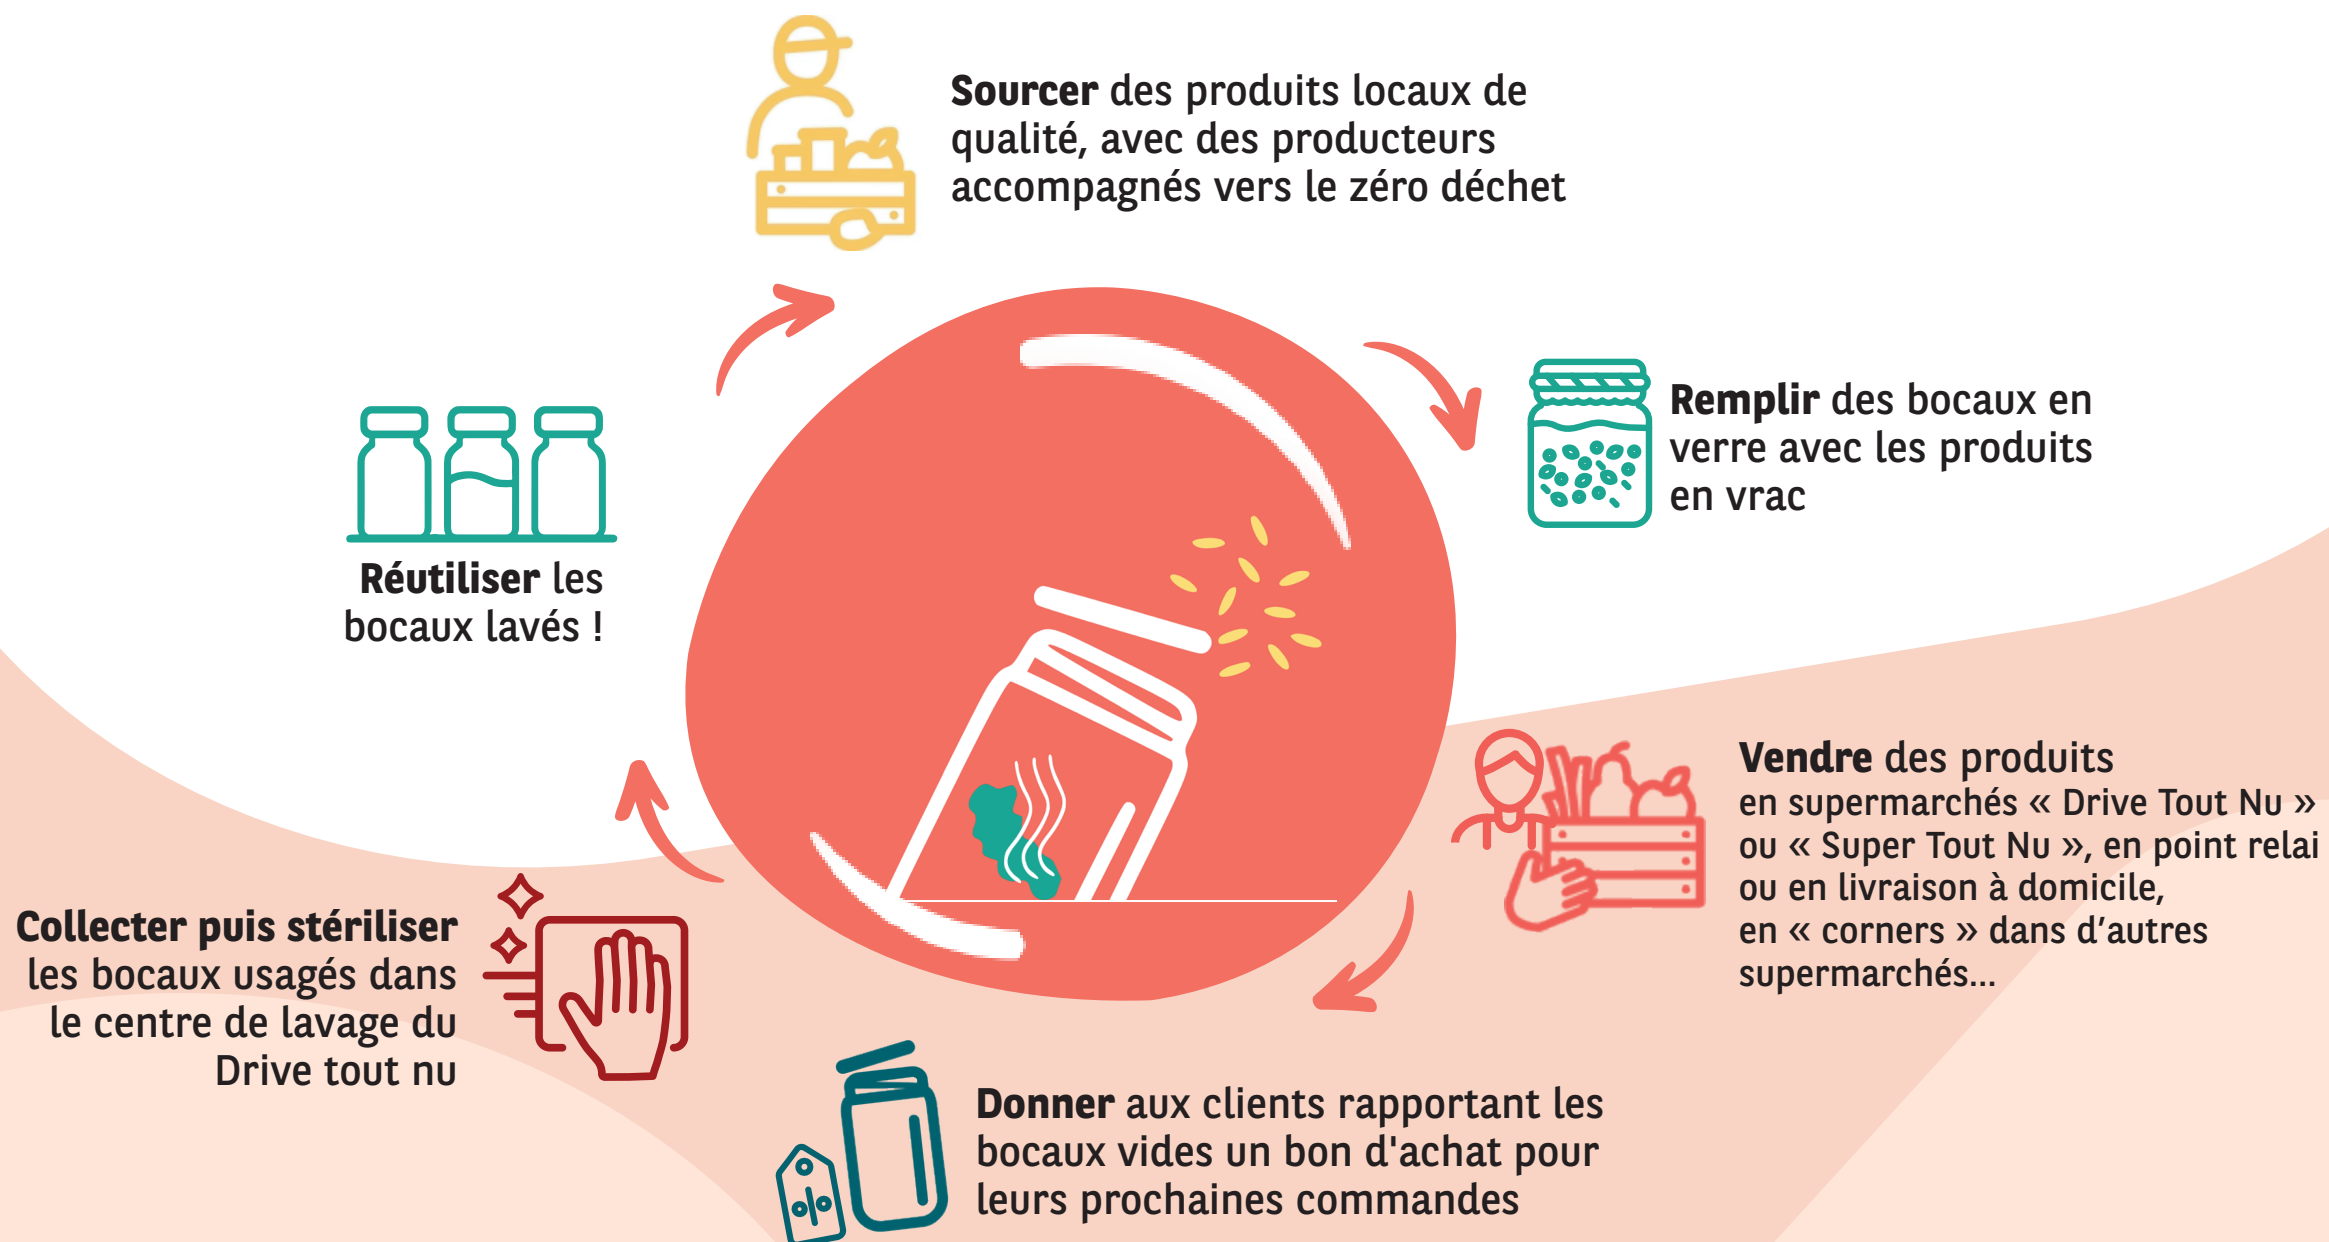 Sourcer des produits locaux de
qualité, avec des producteurs
accompagnés vers le zéro déchet
Remplir des bocaux en
verre avec les produits
en vrac
Vendre des produits
en supermarchés « Drive Tout Nu »
ou « Super Tout Nu », en point relai
ou en livraison à domicile,
en « corners » dans d’autres
supermarchés...
Donner aux clients rapportant les
bocaux vides un bon d'achat pour
leurs prochaines commandes
Collecter puis stériliser
les bocaux usagés dans
le centre de lavage du
Drive tout nu
Réutiliser les
bocaux lavés !